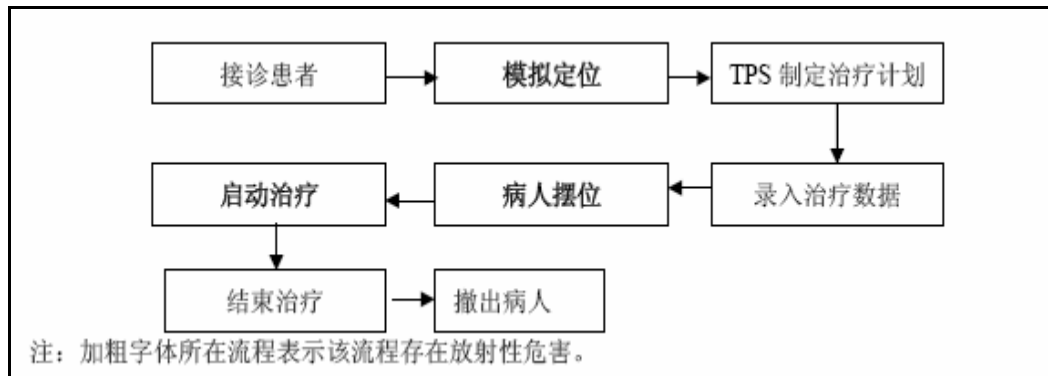 接诊患者
模拟定位
TPS 制定治疗计划
录入治疗数据
病人摆位
启动治疗
结束治疗
撤出病人
注：加粗字体所在流程表示该流程存在放射性危害。